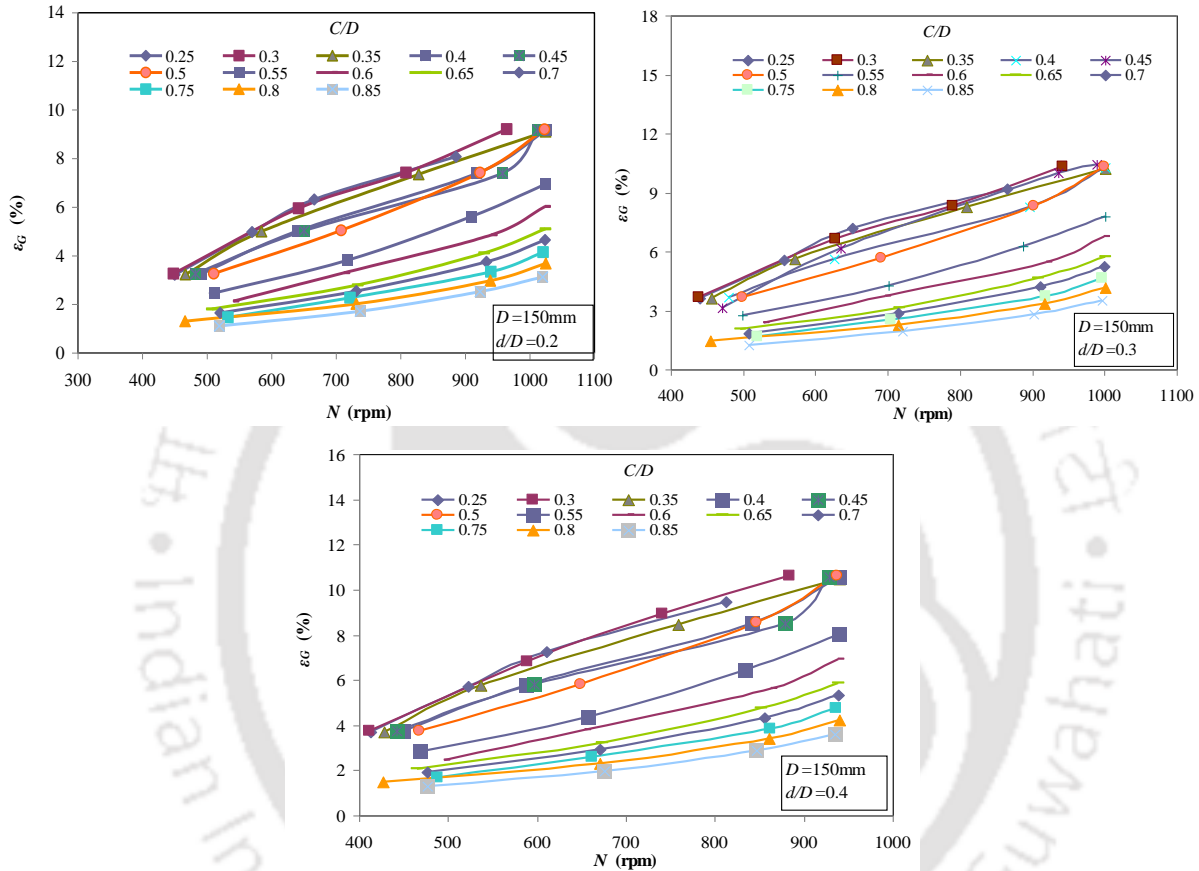 C/D
0.25 0.3 0.35 0.4 0.45
0.5 0.55 0.6 0.65 0.7
0.75 0.8 0.85
14
12
10
8
6
4
2
0
εG (%)
300 400 500 600 700 800 900 1000 1100
N (rpm)
D =150mm
d/D =0.2
C/D
0.25 0.3 0.35 0.4 0.45
0.5 0.55 0.6 0.65 0.7
0.75 0.8 0.85
18
15
12
9
6
3
0
εG (%)
400 500 600 700 800 900 1000 1100
N (rpm)
D =150mm
d/D =0.3
C/D
0.25 0.3 0.35 0.4 0.45
0.5 0.55 0.6 0.65 0.7
0.75 0.8 0.85
16
14
12
10
8
6
4
2
0
εG (%)
400 500 600 700 800 900 1000
N (rpm)
D =150mm
d/D =0.4
Indian In
Guwahati